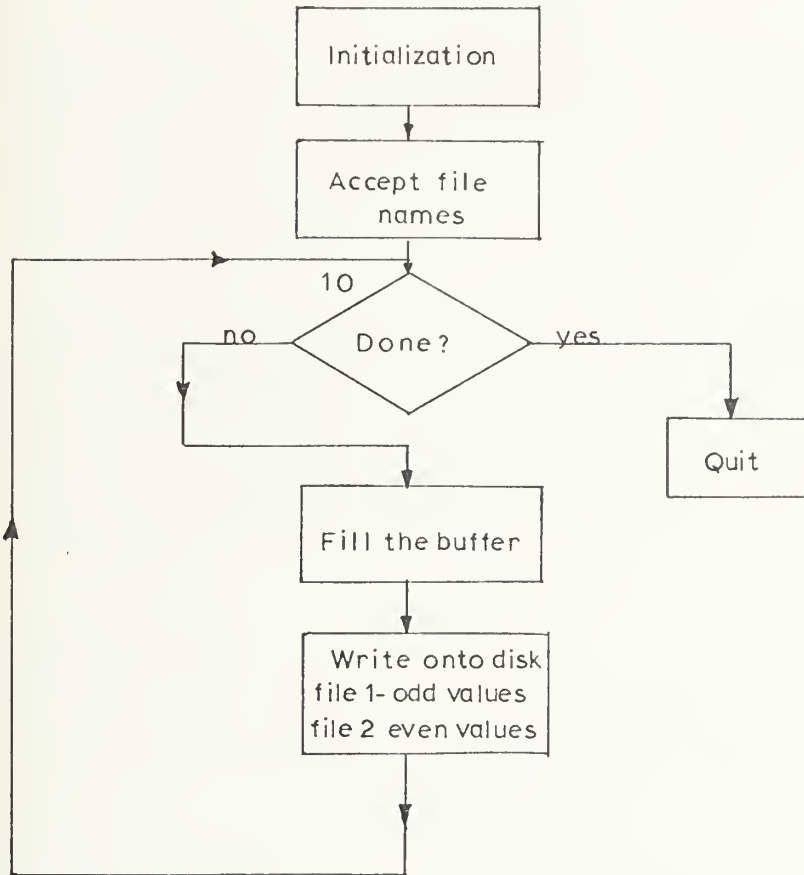 Initialization
Accept file
names
10
no
Done?
yes
Quit
Fill the buffer
Write onto disk
file 1- odd values
file 2 even values